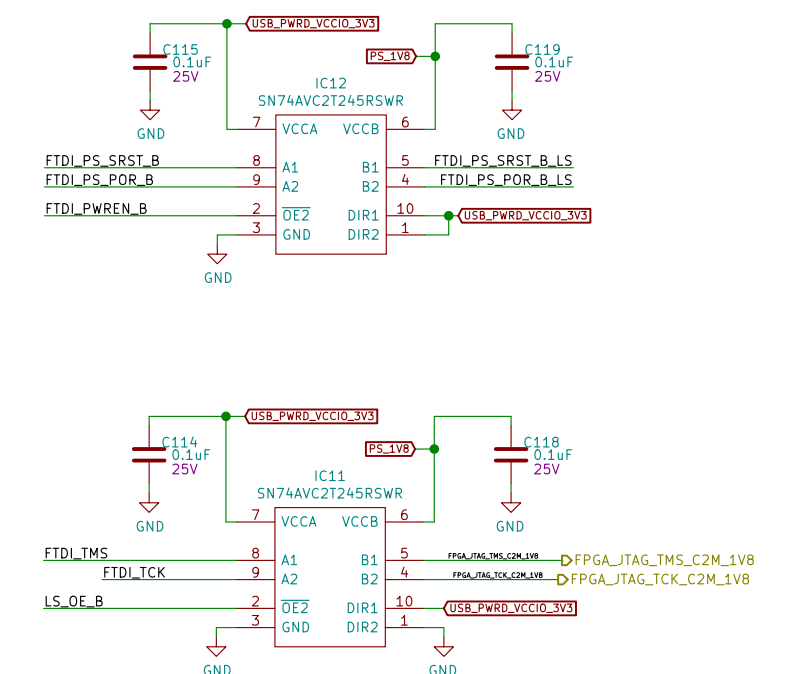 USB_PWRD_VCCIO_3V3
C115
0.1uF
25V
GND
PS_1V8
C119
0.1uF
25V
GND
IC12
SN74AVC2T245RSWR
7 VCCA VCCB 6
FTDI_PS_SRST_B 8 A1 B1 5 FTDI_PS_SRST_B_LS
FTDI_PS_POR_B 9 A2 B2 4 FTDI_PS_POR_B_LS
FTDI_PWREN_B 2 OE2 DIR1 10 USB_PWRD_VCCIO_3V3
3 GND DIR2 1
GND
USB_PWRD_VCCIO_3V3
C114
0.1uF
25V
GND
PS_1V8
C118
0.1uF
25V
GND
IC11
SN74AVC2T245RSWR
7 VCCA VCCB 6
FTDI_TMS 8 A1 B1 5 FPGA_JTAG_TMS_C2M_1V8 FPGA_JTAG_TMS_C2M_1V8
FTDI_TCK 9 A2 B2 4 FPGA_JTAG_TCK_C2M_1V8 FPGA_JTAG_TCK_C2M_1V8
LS_OE_B 2 OE2 DIR1 10 USB_PWRD_VCCIO_3V3
3 GND DIR2 1
GND GND